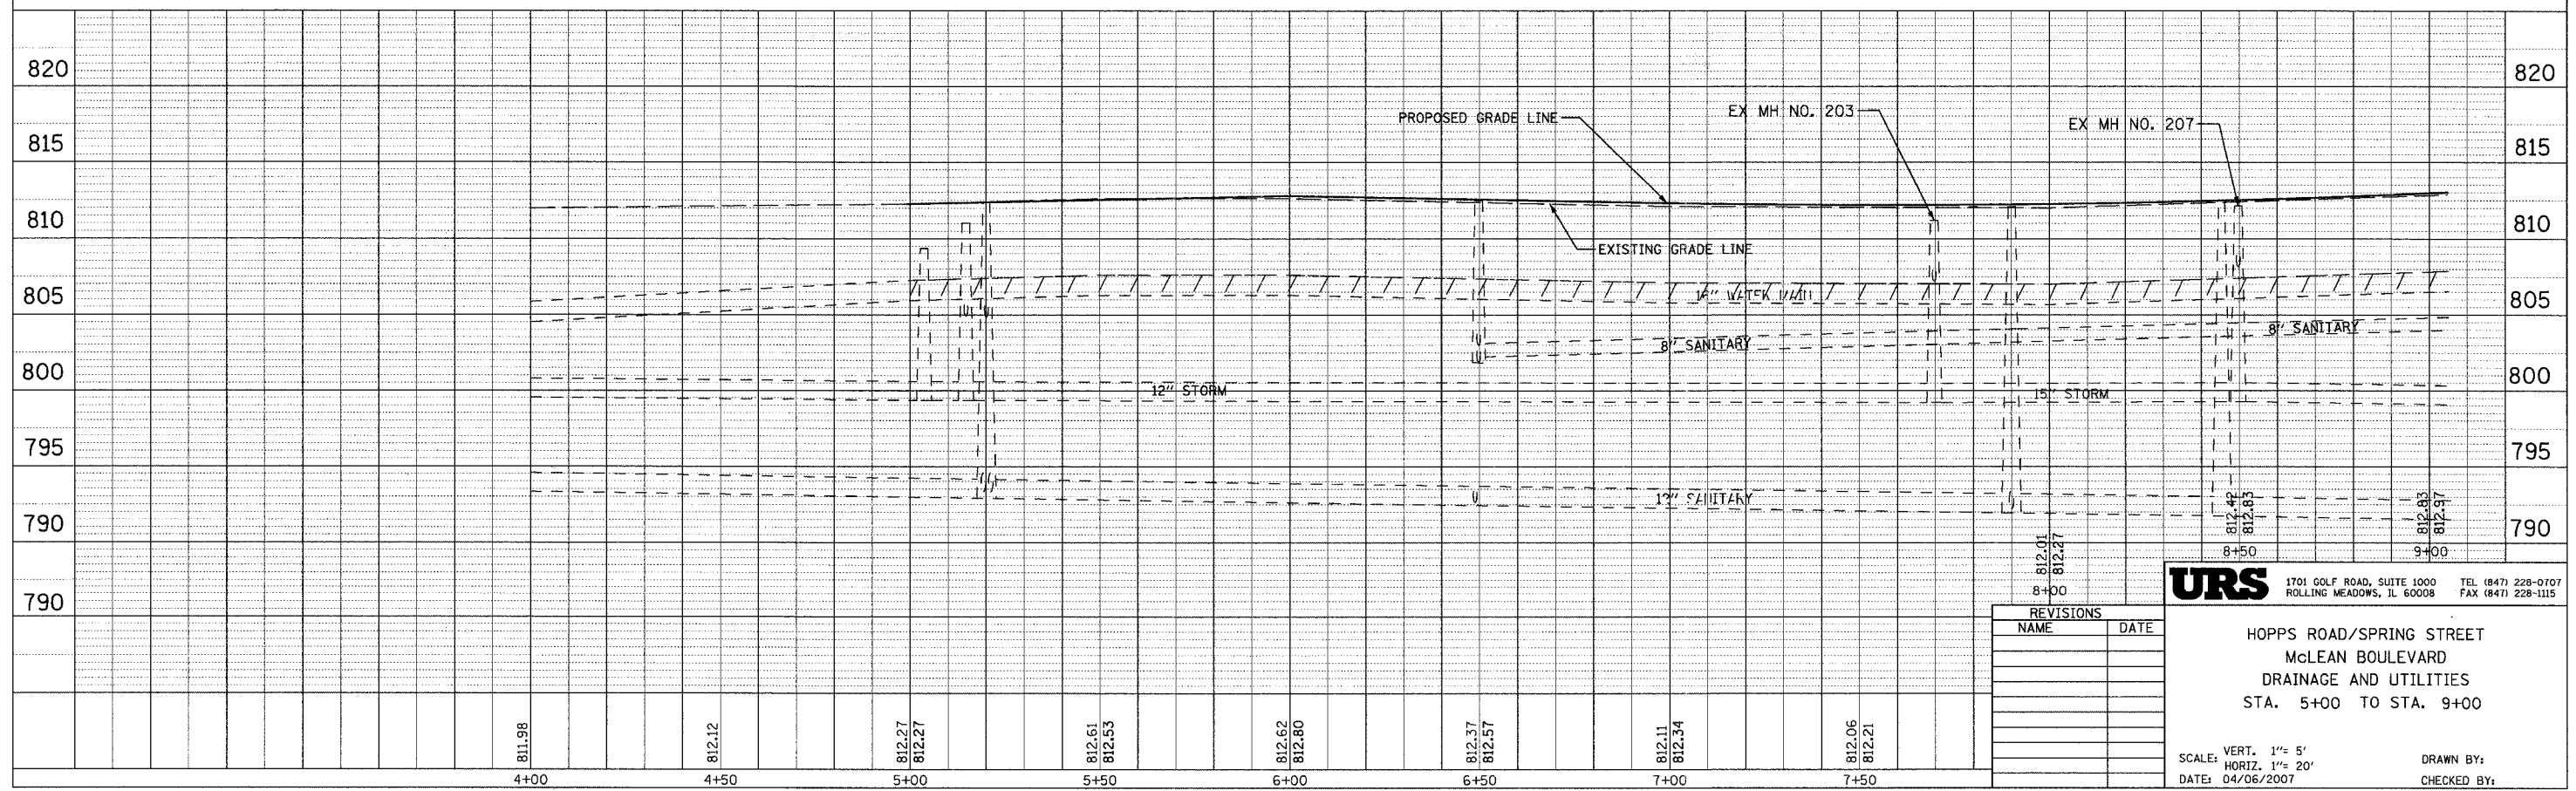 820
820
PROPOSED GRADE LINE
EX MH NO. 203
EX MH NO. 207
815
815
810
810
EXISTING GRADE LINE
805
805
16" WATER MAIN
8" SANITARY
8" SANITARY
800
800
12" STORM
15" STORM
795
795
12" SANITARY
790
790
790
811.98
812.12
812.27
812.27
812.61
812.53
812.62
812.80
812.37
812.57
812.11
812.34
812.06
812.21
812.01
812.27
812.42
812.83
812.83
812.97
4+00
4+50
5+00
5+50
6+00
6+50
7+00
7+50
8+00
8+50
9+00
REVISIONS
NAME DATE
URS
1701 GOLF ROAD, SUITE 1000 TEL (847) 228-0707
ROLLING MEADOWS, IL 60008 FAX (847) 228-1115
HOPPS ROAD/SPRING STREET
McLEAN BOULEVARD
DRAINAGE AND UTILITIES
STA. 5+00 TO STA. 9+00
SCALE: VERT. 1"= 5'
HORIZ. 1"= 20'
DRAWN BY:
DATE: 04/06/2007
CHECKED BY: